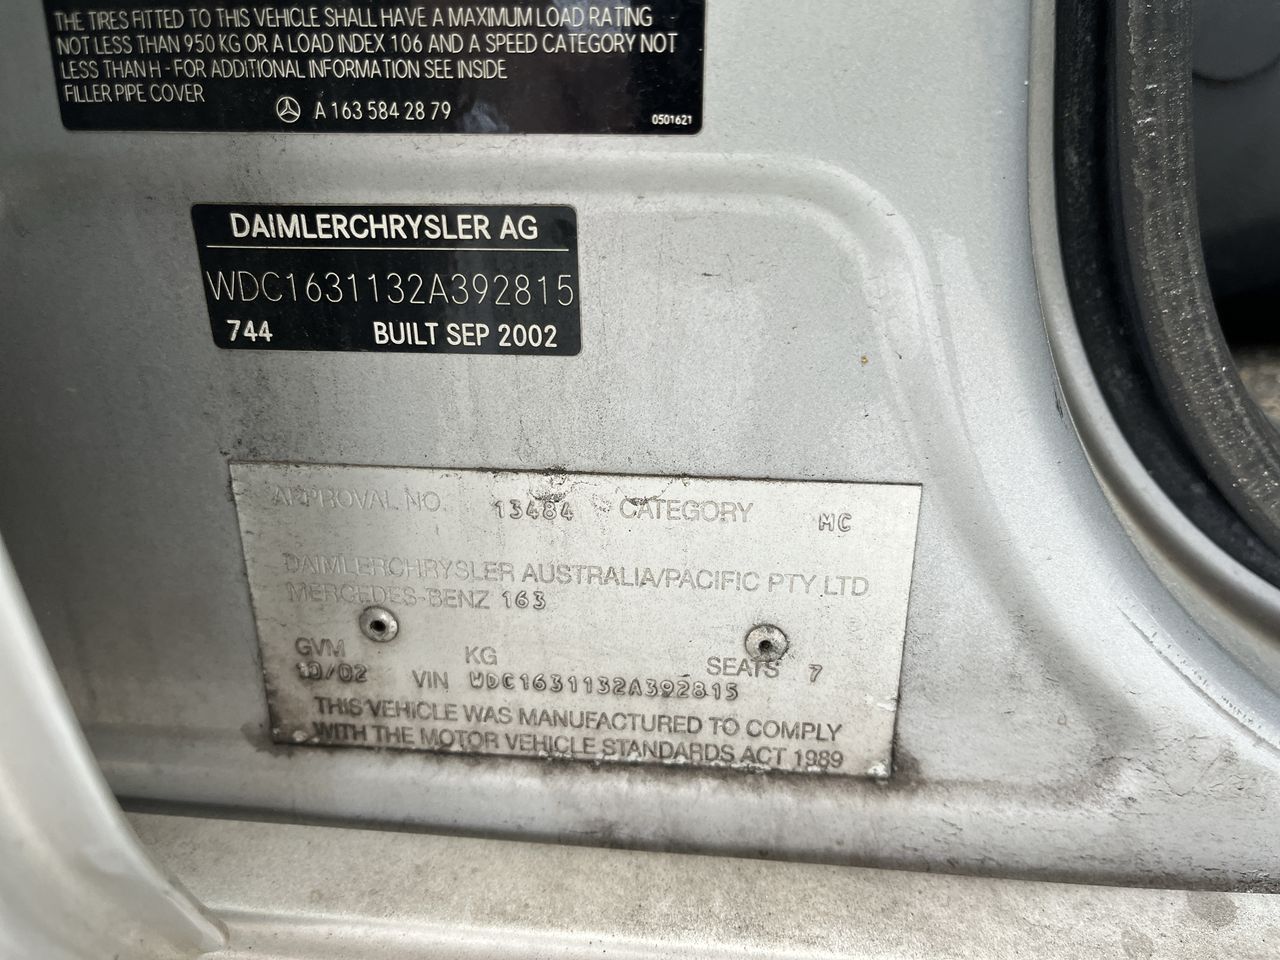 THE TIRES FITTED TO THIS VEHICLE SHALL HAVE A MAXIMUM LOAD RATING
NOT LESS THAN 950 KG OR A LOAD INDEX 106 AND A SPEED CATEGORY NOT
LESS THAN H - FOR ADDITIONAL INFORMATION SEE INSIDE
FILLER PIPE COVER
A 163 584 28 79
0501621
DAIMLERCHRYSLER AG
WDC1631132A392815
744 BUILT SEP 2002
APPROVAL NO. 13484 CATEGORY MC
DAIMLERCHRYSLER AUSTRALIA/PACIFIC PTY. LTD
MERCEDES-BENZ 163
GVM KG SEATS 7
10/02 VIN WDC1631132A392815
THIS VEHICLE WAS MANUFACTURED TO COMPLY
WITH THE MOTOR VEHICLE STANDARDS ACT 1989